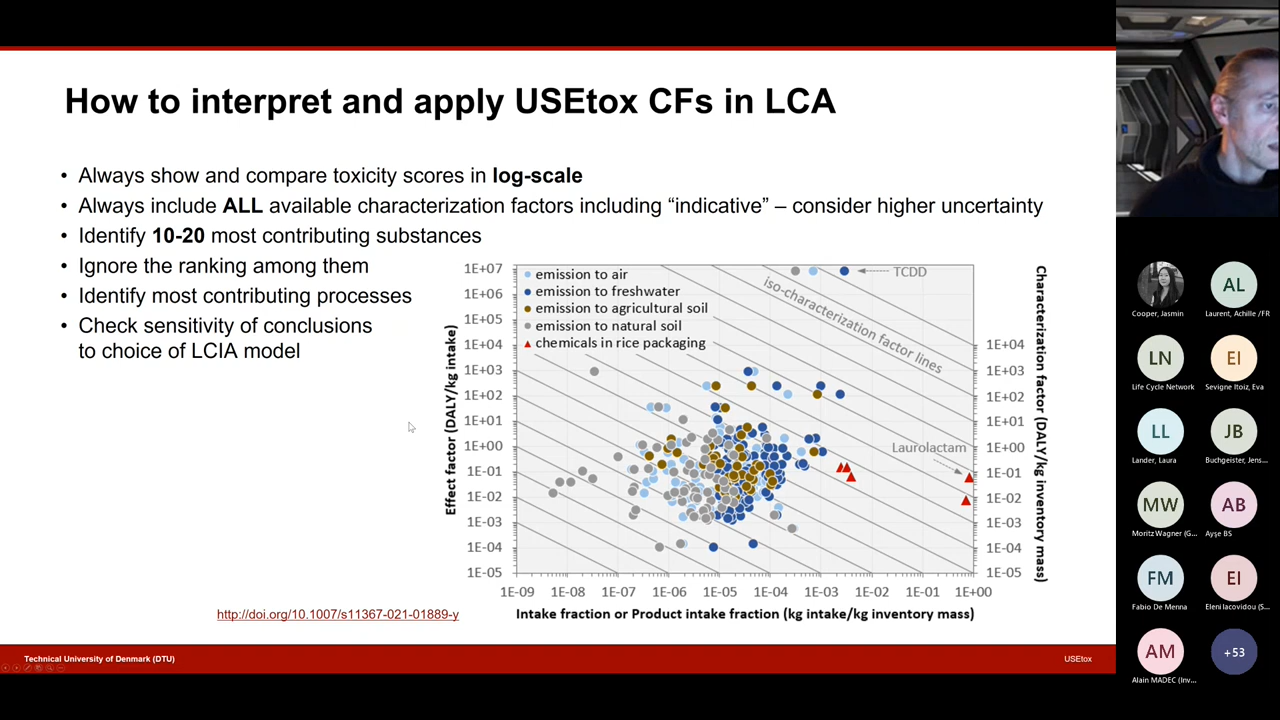 How to interpret and apply USEtox CFs in LCA
• Always show and compare toxicity scores in log-scale
• Always include ALL available characterization factors including “indicative” – consider higher uncertainty
• Identify 10-20 most contributing substances
• Ignore the ranking among them
• Identify most contributing processes
• Check sensitivity of conclusions
to choice of LCIA model
Effect factor (DALY/kg intake)
1E+07
1E+06
1E+05
1E+04
1E+03
1E+02
1E+01
1E+00
1E-01
1E-02
1E-03
1E-04
1E-05
emission to air
emission to freshwater
emission to agricultural soil
emission to natural soil
chemicals in rice packaging
TCDD
iso-characterization factor lines
Laurolactam
1E+04
1E+03
1E+02
1E+01
1E+00
1E-01
1E-02
1E-03
1E-04
1E-05
Characterization factor (DALY/kg inventory mass)
1E-09 1E-08 1E-07 1E-06 1E-05 1E-04 1E-03 1E-02 1E-01 1E+00
Intake fraction or Product intake fraction (kg intake/kg inventory mass)
http://doi.org/10.1007/s11367-021-01889-y
Technical University of Denmark (DTU)
USEtox
Cooper, Jasmin
AL
Laurent, Achille /FR
LN
Life Cycle Network
EI
Sevigne Itoiz, Eva
LL
Lander, Laura
JB
Buchgeister, Jens...
MW
Moritz Wagner (G...
AB
Ayşe BS
FM
Fabio De Menna
EI
Eleni Iacovidou (S...
AM
Alain MADEC (Inv...
+53